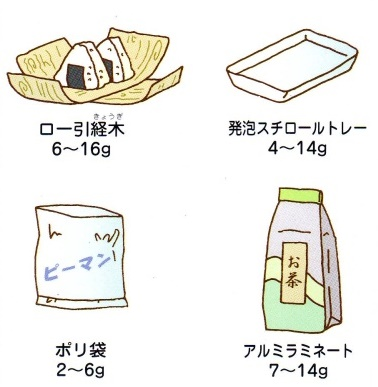 きょうぎ
ロー引経木
6〜16g
発泡スチロールトレー
4〜14g
ピーマン
ポリ袋
2〜6g
お茶
アルミラミネート
7〜14g